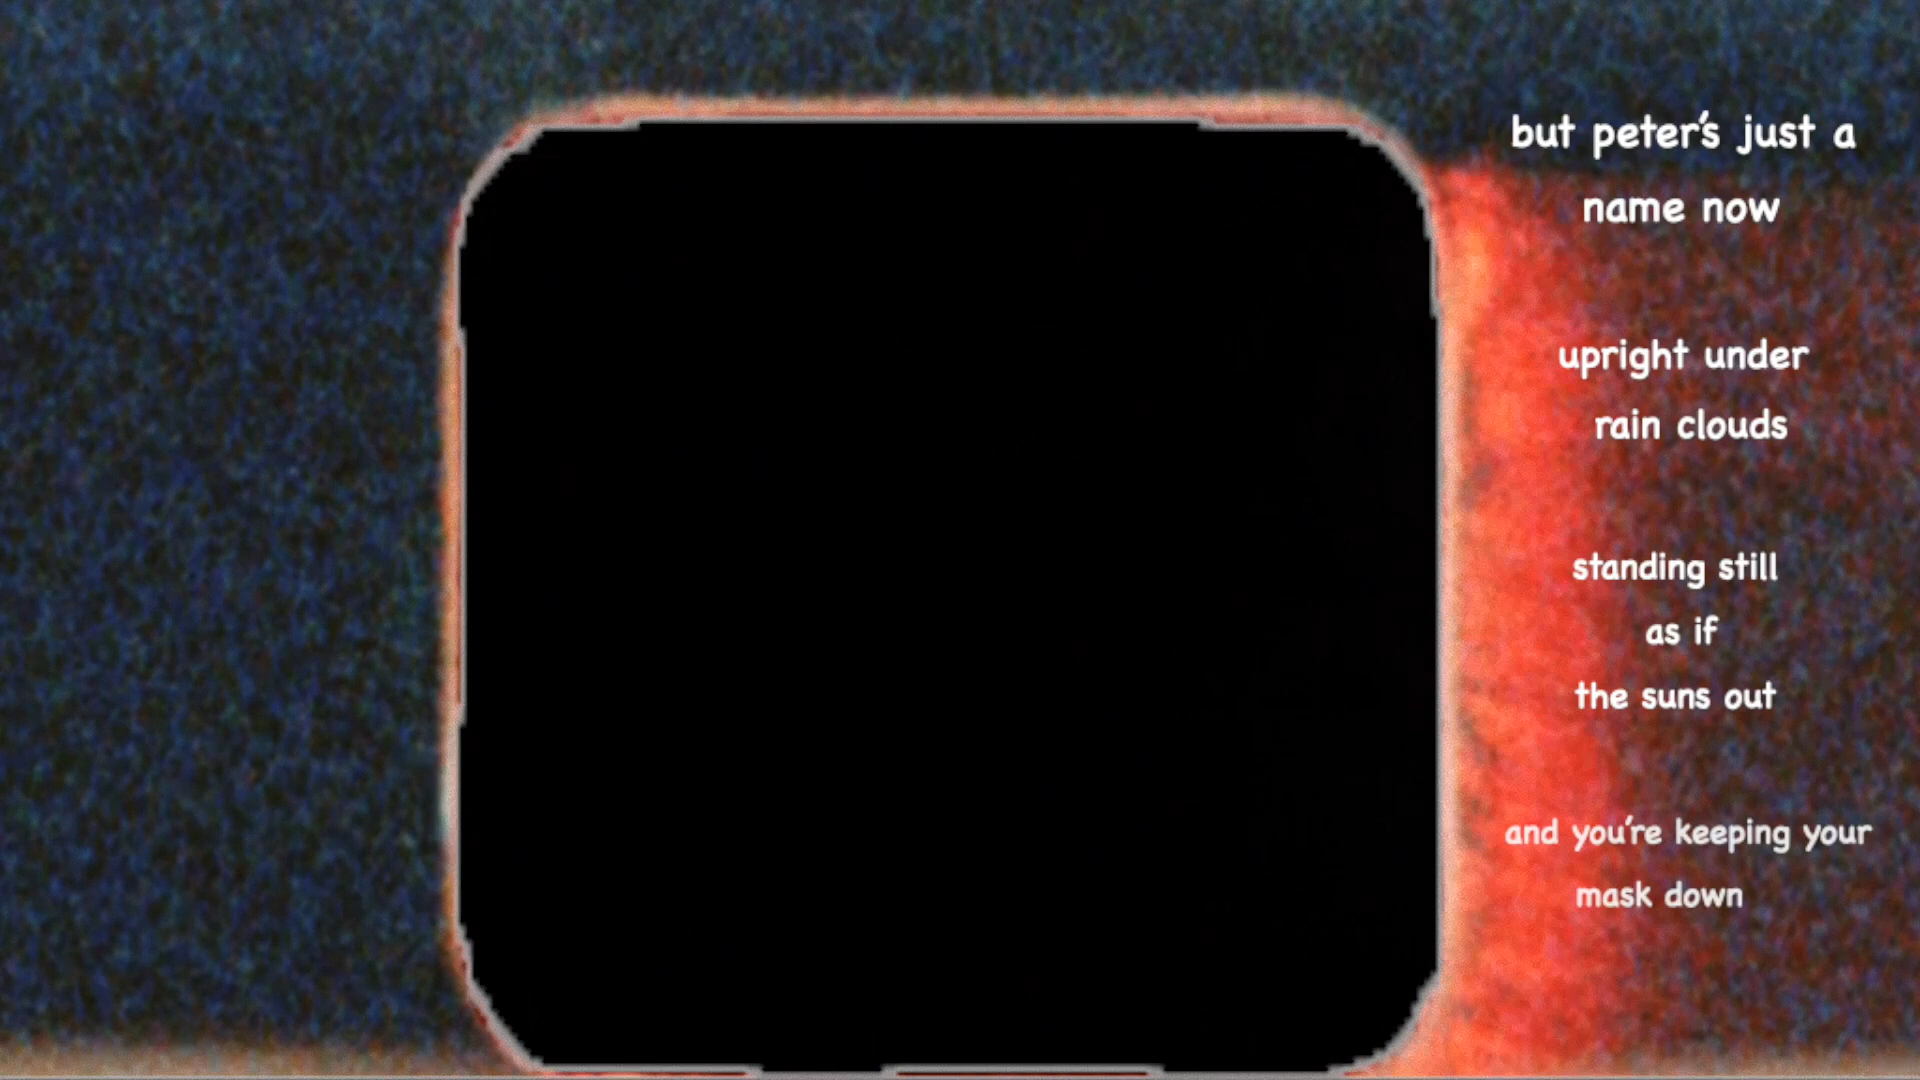 but peter's just a
name now
upright under
rain clouds
standing still
as if
the suns out
and you're keeping your
mask down